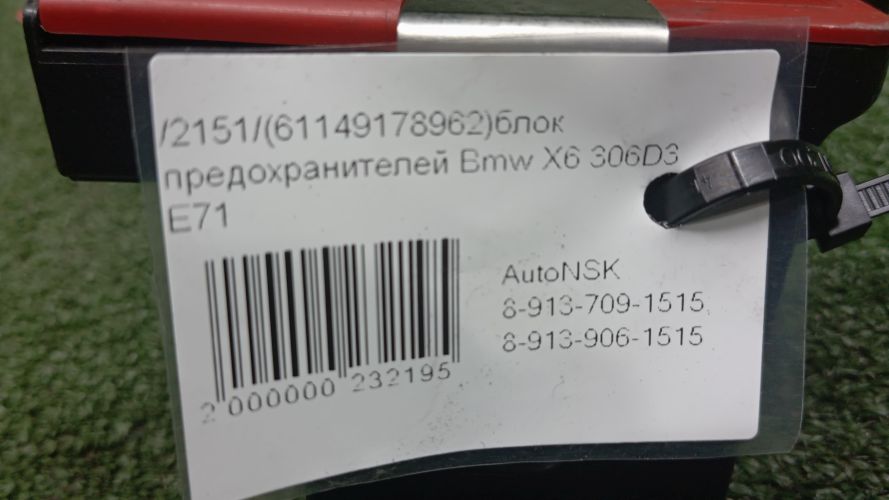 /2151/(61149178962)блок
предохранителей Bmw X6 306D3
E71
AutoNSK
8-913-709-1515,
8-913-906-1515
2 000000 232195